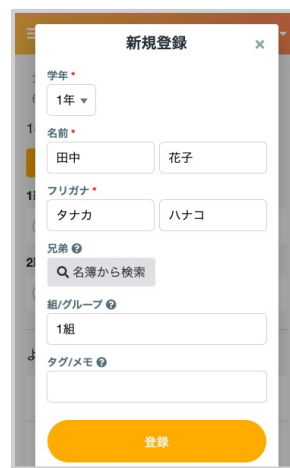 新規登録 ×
学年 •
1年 ▼
名前 •
田中 花子
フリガナ •
タナカ ハナコ
兄弟 ?
名簿から検索
組/グループ ?
1組
タグ/メモ ?
登録